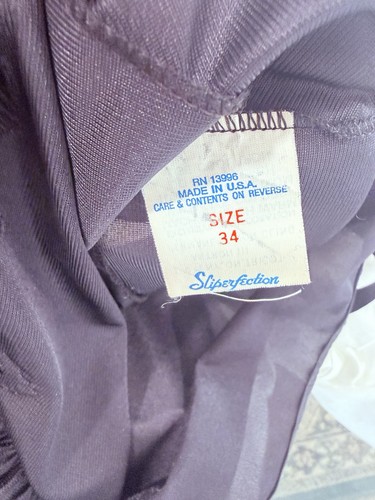 RN 13996
MADE IN U.S.A.
CARE & CONTENTS ON REVERSE
SIZE
34
Sliperfection